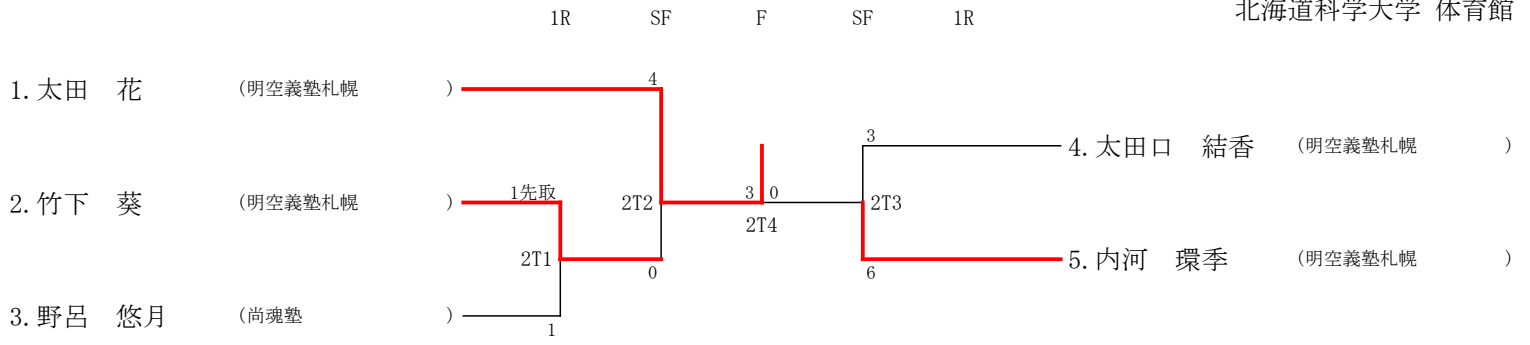 北海道科学大学 体育館
1R SF F SF 1R
1.太田 花 (明空義塾札幌 ) 4
3 4.太田口 結香 (明空義塾札幌 )
2.竹下 葵 (明空義塾札幌 ) 1先取 2T2 3 0 2T3
2T4
2T1 0 6 5.内河 環季 (明空義塾札幌 )
3.野呂 悠月 (尚魂塾 ) 1